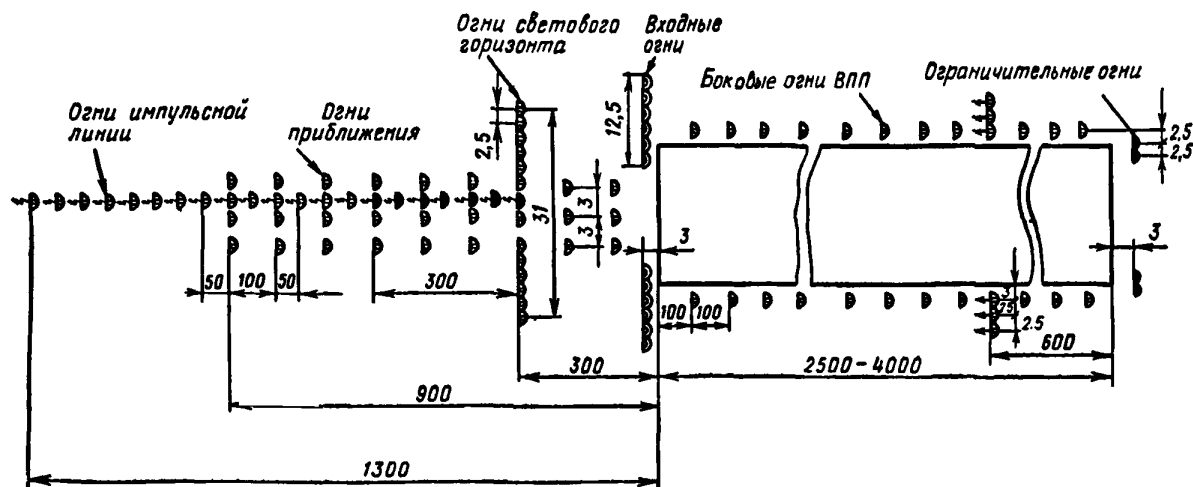 Огни светового
горизонта
Входные
огни
Боковые огни ВПП
Ограничительные огни
Огни импульсной
линии
Огни
приближения
2,5
12,5
2.5
2,5
31
3
3
3
3
50
100
50
300
100
100
3
2.5
600
300
2500-4000
900
1300